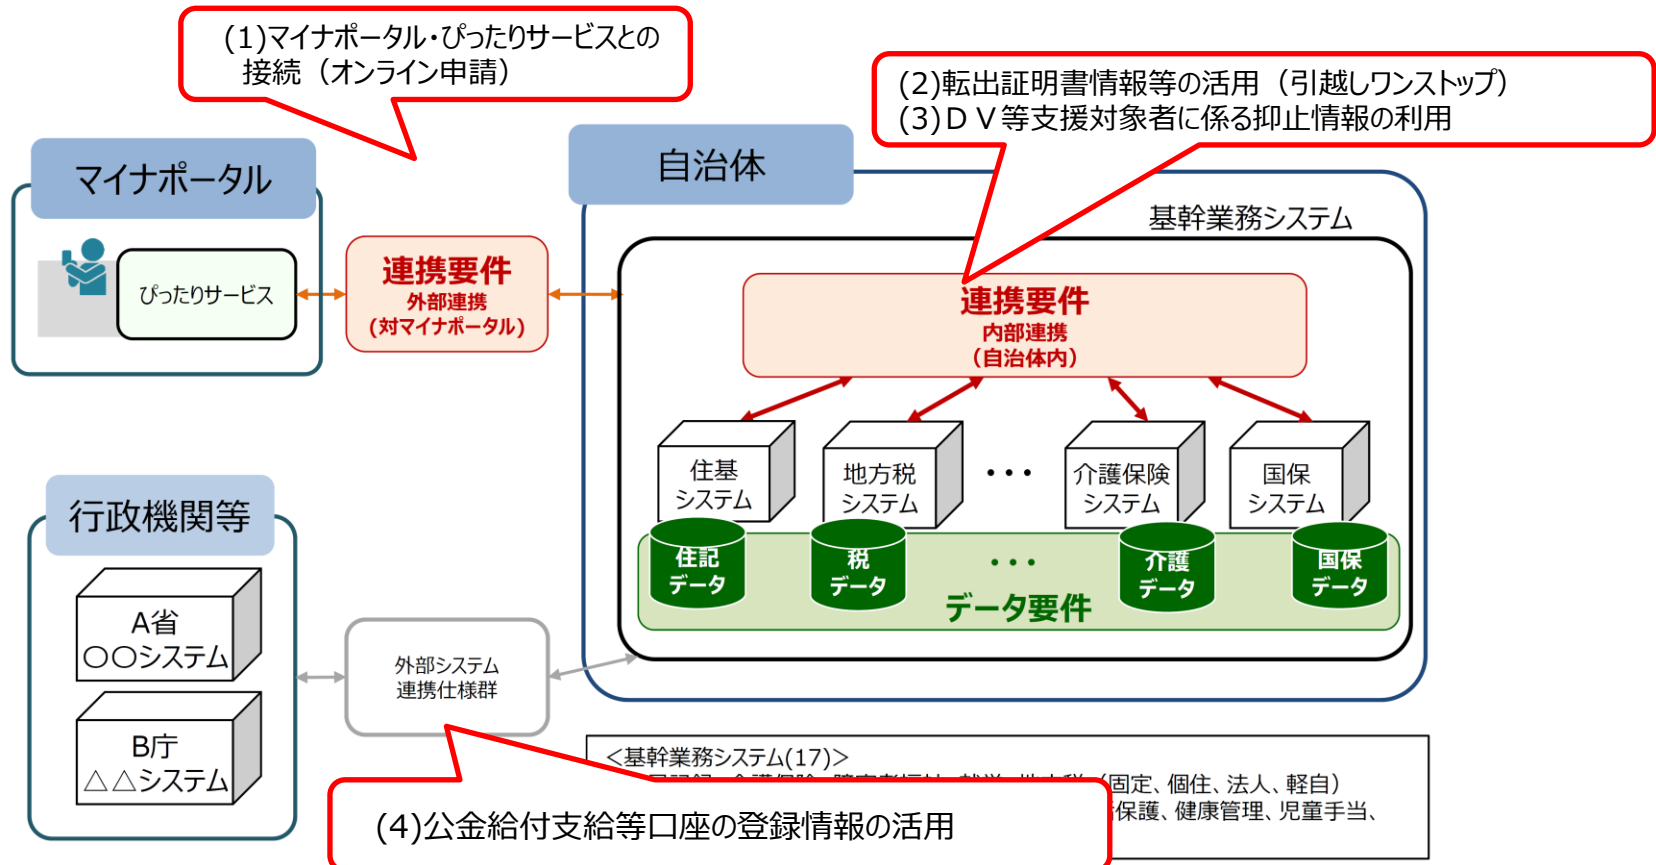 (1)マイナポータル・ぴったりサービスとの
接続（オンライン申請）
(2)転出証明書情報等の活用（引越しワンストップ）
(3)ＤＶ等支援対象者に係る抑止情報の利用
マイナポータル
ぴったりサービス
連携要件
外部連携
(対マイナポータル)
自治体
基幹業務システム
連携要件
内部連携
（自治体内）
住基
システム
地方税
システム
・・・
介護保険
システム
国保
システム
住記
データ
税
データ
・・・
介護
データ
国保
データ
データ要件
行政機関等
A省
〇〇システム
B庁
△△システム
外部システム
連携仕様群
＜基幹業務システム(17)＞
（固定、個住、法人、軽自）
保護、健康管理、児童手当、
(4)公金給付支給等口座の登録情報の活用